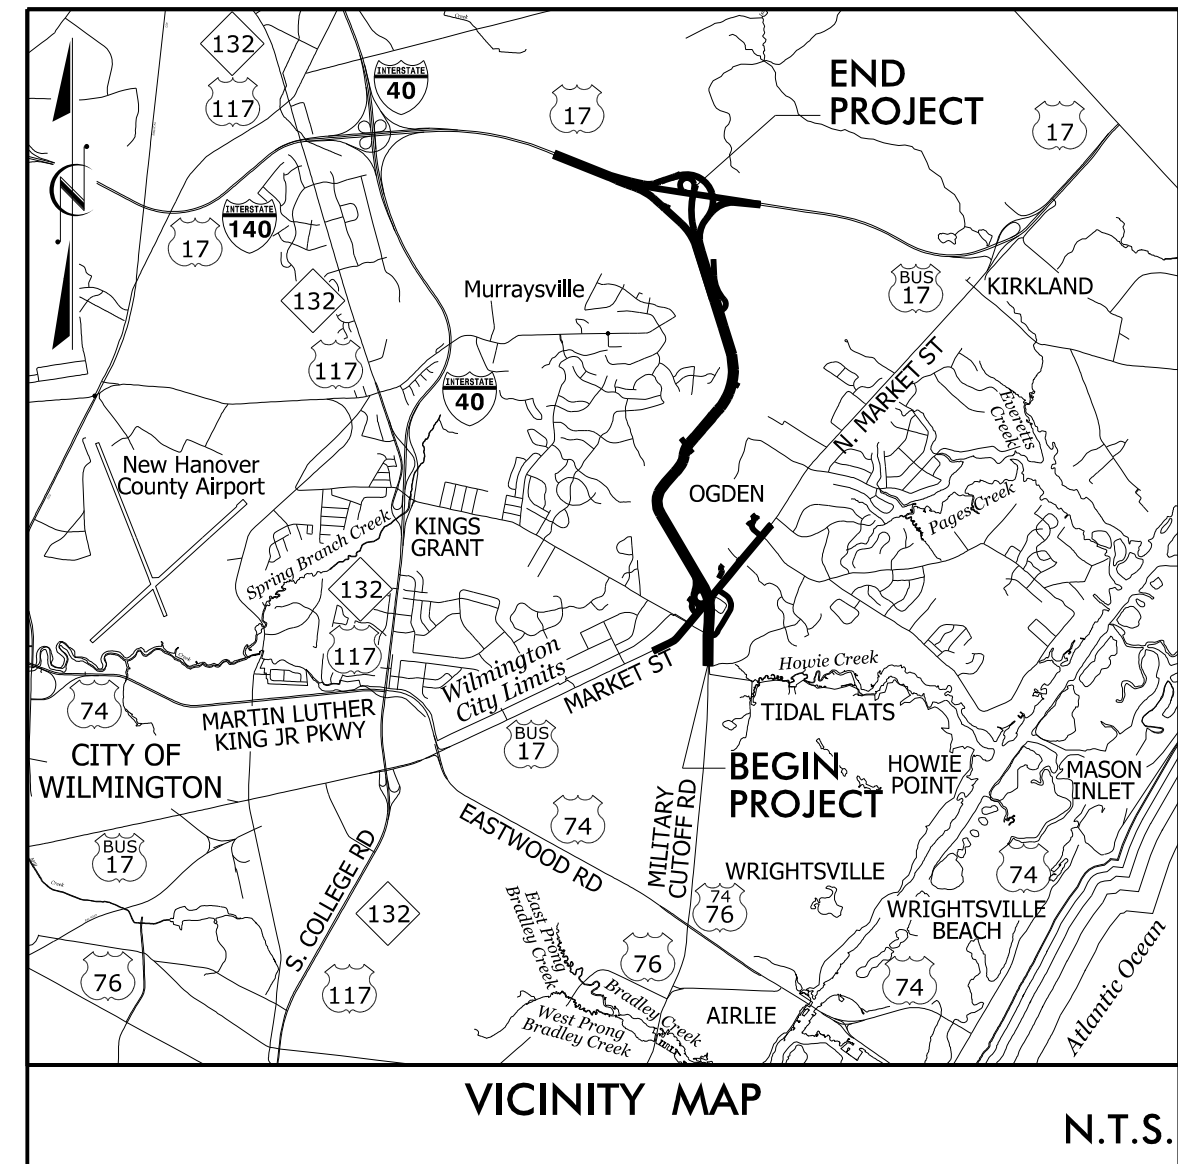 Creek
132
117
INTERSTATE
40
17
END
PROJECT
17
N
INTERSTATE
140
17
132
Murraysville
BUS
17
KIRKLAND
117
INTERSTATE
40
N. MARKET ST
Everetts
Creek
New Hanover
County Airport
OGDEN
Pages Creek
KINGS
GRANT
Spring Branch Creek
132
117
Wilmington
City Limits
MARKET ST
Howie Creek
Creek
74
MARTIN LUTHER
KING JR PKWY
TIDAL FLATS
CITY OF
WILMINGTON
BUS
17
BEGIN
PROJECT
HOWIE
POINT
MASON
INLET
EASTWOOD RD
74
MILITARY
CUTOFF RD
BUS
17
S. COLLEGE RD
WRIGHTSVILLE
74
Creek
132
74
76
WRIGHTSVILLE
BEACH
East Prong
Bradley Creek
76
76
117
Bradley Creek
74
Atlantic Ocean
West Prong
Bradley Creek
AIRLIE
VICINITY MAP
N.T.S.